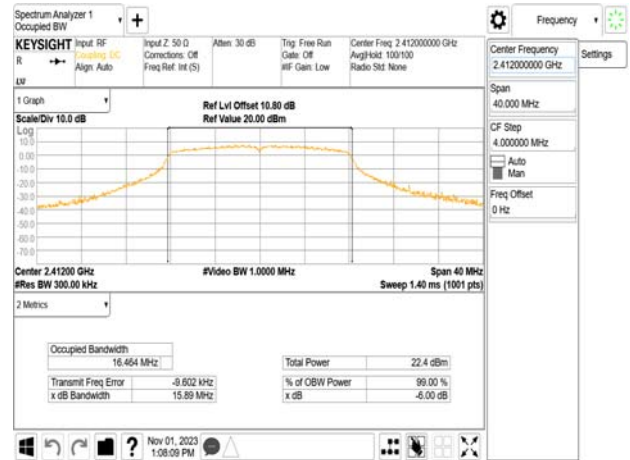 Spectrum Analyzer 1
Occupied BW
Frequency
KEYSIGHT
R
LVI
Input: RF
Coupling: DC
Align: Auto
Input Z: 50 Ω
Corrections: Off
Freq Ref: Int (S)
Atten: 30 dB
Trig: Free Run
Gate: Off
#IF Gain: Low
Center Freq: 2.412000000 GHz
Avg|Hold: 100/100
Radio Std: None
Center Frequency
2.412000000 GHz
Settings
Span
40.000 MHz
CF Step
4.000000 MHz
Auto
Man
Freq Offset
0 Hz
1 Graph
Scale/Div 10.0 dB
Ref Lvl Offset 10.80 dB
Ref Value 20.00 dBm
Log
10.0
0.00
-10.0
-20.0
-30.0
-40.0
-50.0
-60.0
-70.0
Center 2.41200 GHz
#Res BW 300.00 kHz
#Video BW 1.0000 MHz
Span 40 MHz
Sweep 1.40 ms (1001 pts)
2 Metrics
Occupied Bandwidth
16.464 MHz
Total Power 22.4 dBm
Transmit Freq Error -9.602 kHz
% of OBW Power 99.00 %
x dB Bandwidth 15.89 MHz
x dB -6.00 dB
?
Nov 01, 2023
1:08:09 PM